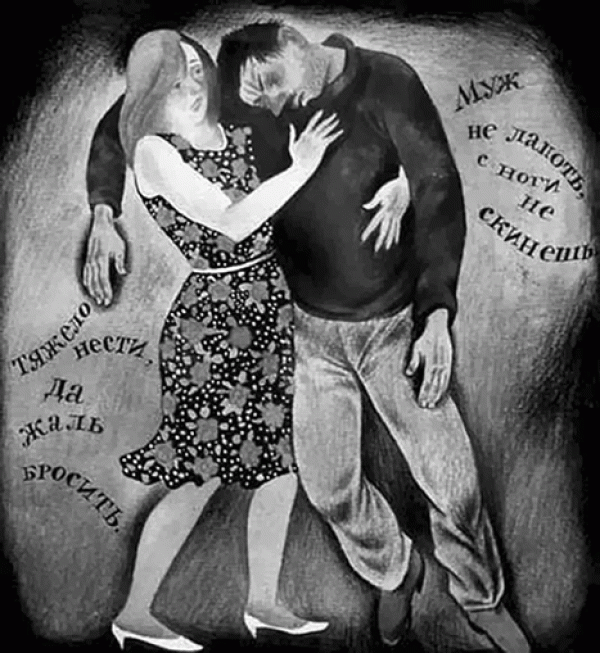 Муж
не лапоть,
с ноги
не
скинешь
тяжело
нести,
да
жаль
бросить.